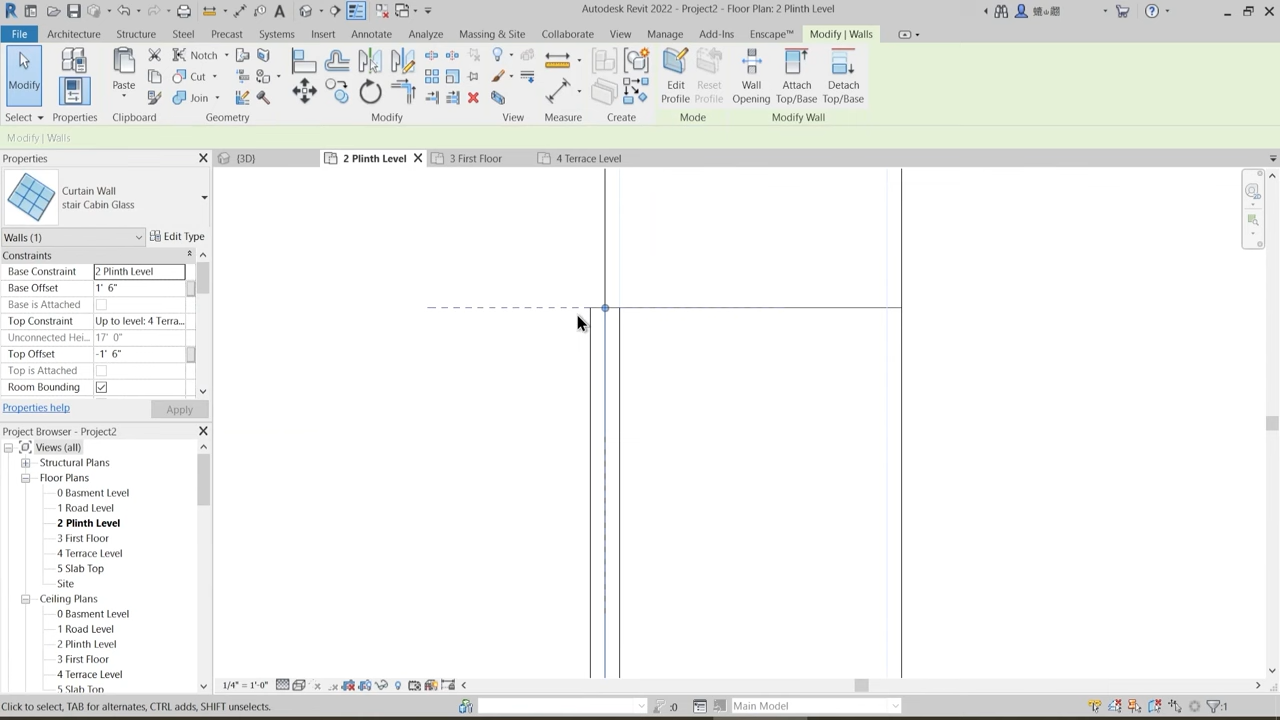 Autodesk Revit 2022 - Project2 - Floor Plan: 2 Plinth Level
File Architecture Structure Steel Precast Systems Insert Annotate Analyze Massing & Site Collaborate View Manage Add-Ins Enscape™ Modify | Walls
Modify
Paste
Notch
Cut
Join
Edit Profile
Reset Profile
Wall Opening
Attach Top/Base
Detach Top/Base
Select Properties Clipboard Geometry Modify View Measure Create Mode Modify Wall
Modify | Walls
Properties
{3D}
2 Plinth Level
3 First Floor
4 Terrace Level
Curtain Wall
stair Cabin Glass
Walls (1)
Edit Type
Constraints
Base Constraint 2 Plinth Level
Base Offset 1' 6"
Base is Attached
Top Constraint Up to level: 4 Terra...
Unconnected Hei... 17' 0"
Top Offset -1' 6"
Top is Attached
Room Bounding
Properties help
Apply
Project Browser - Project2
Views (all)
Structural Plans
Floor Plans
0 Basment Level
1 Road Level
2 Plinth Level
3 First Floor
4 Terrace Level
5 Slab Top
Site
Ceiling Plans
0 Basment Level
1 Road Level
2 Plinth Level
3 First Floor
4 Terrace Level
5 Slab Top
1/4" = 1'-0"
Click to select, TAB for alternates, CTRL adds, SHIFT unselects.
:0
Main Model
:1